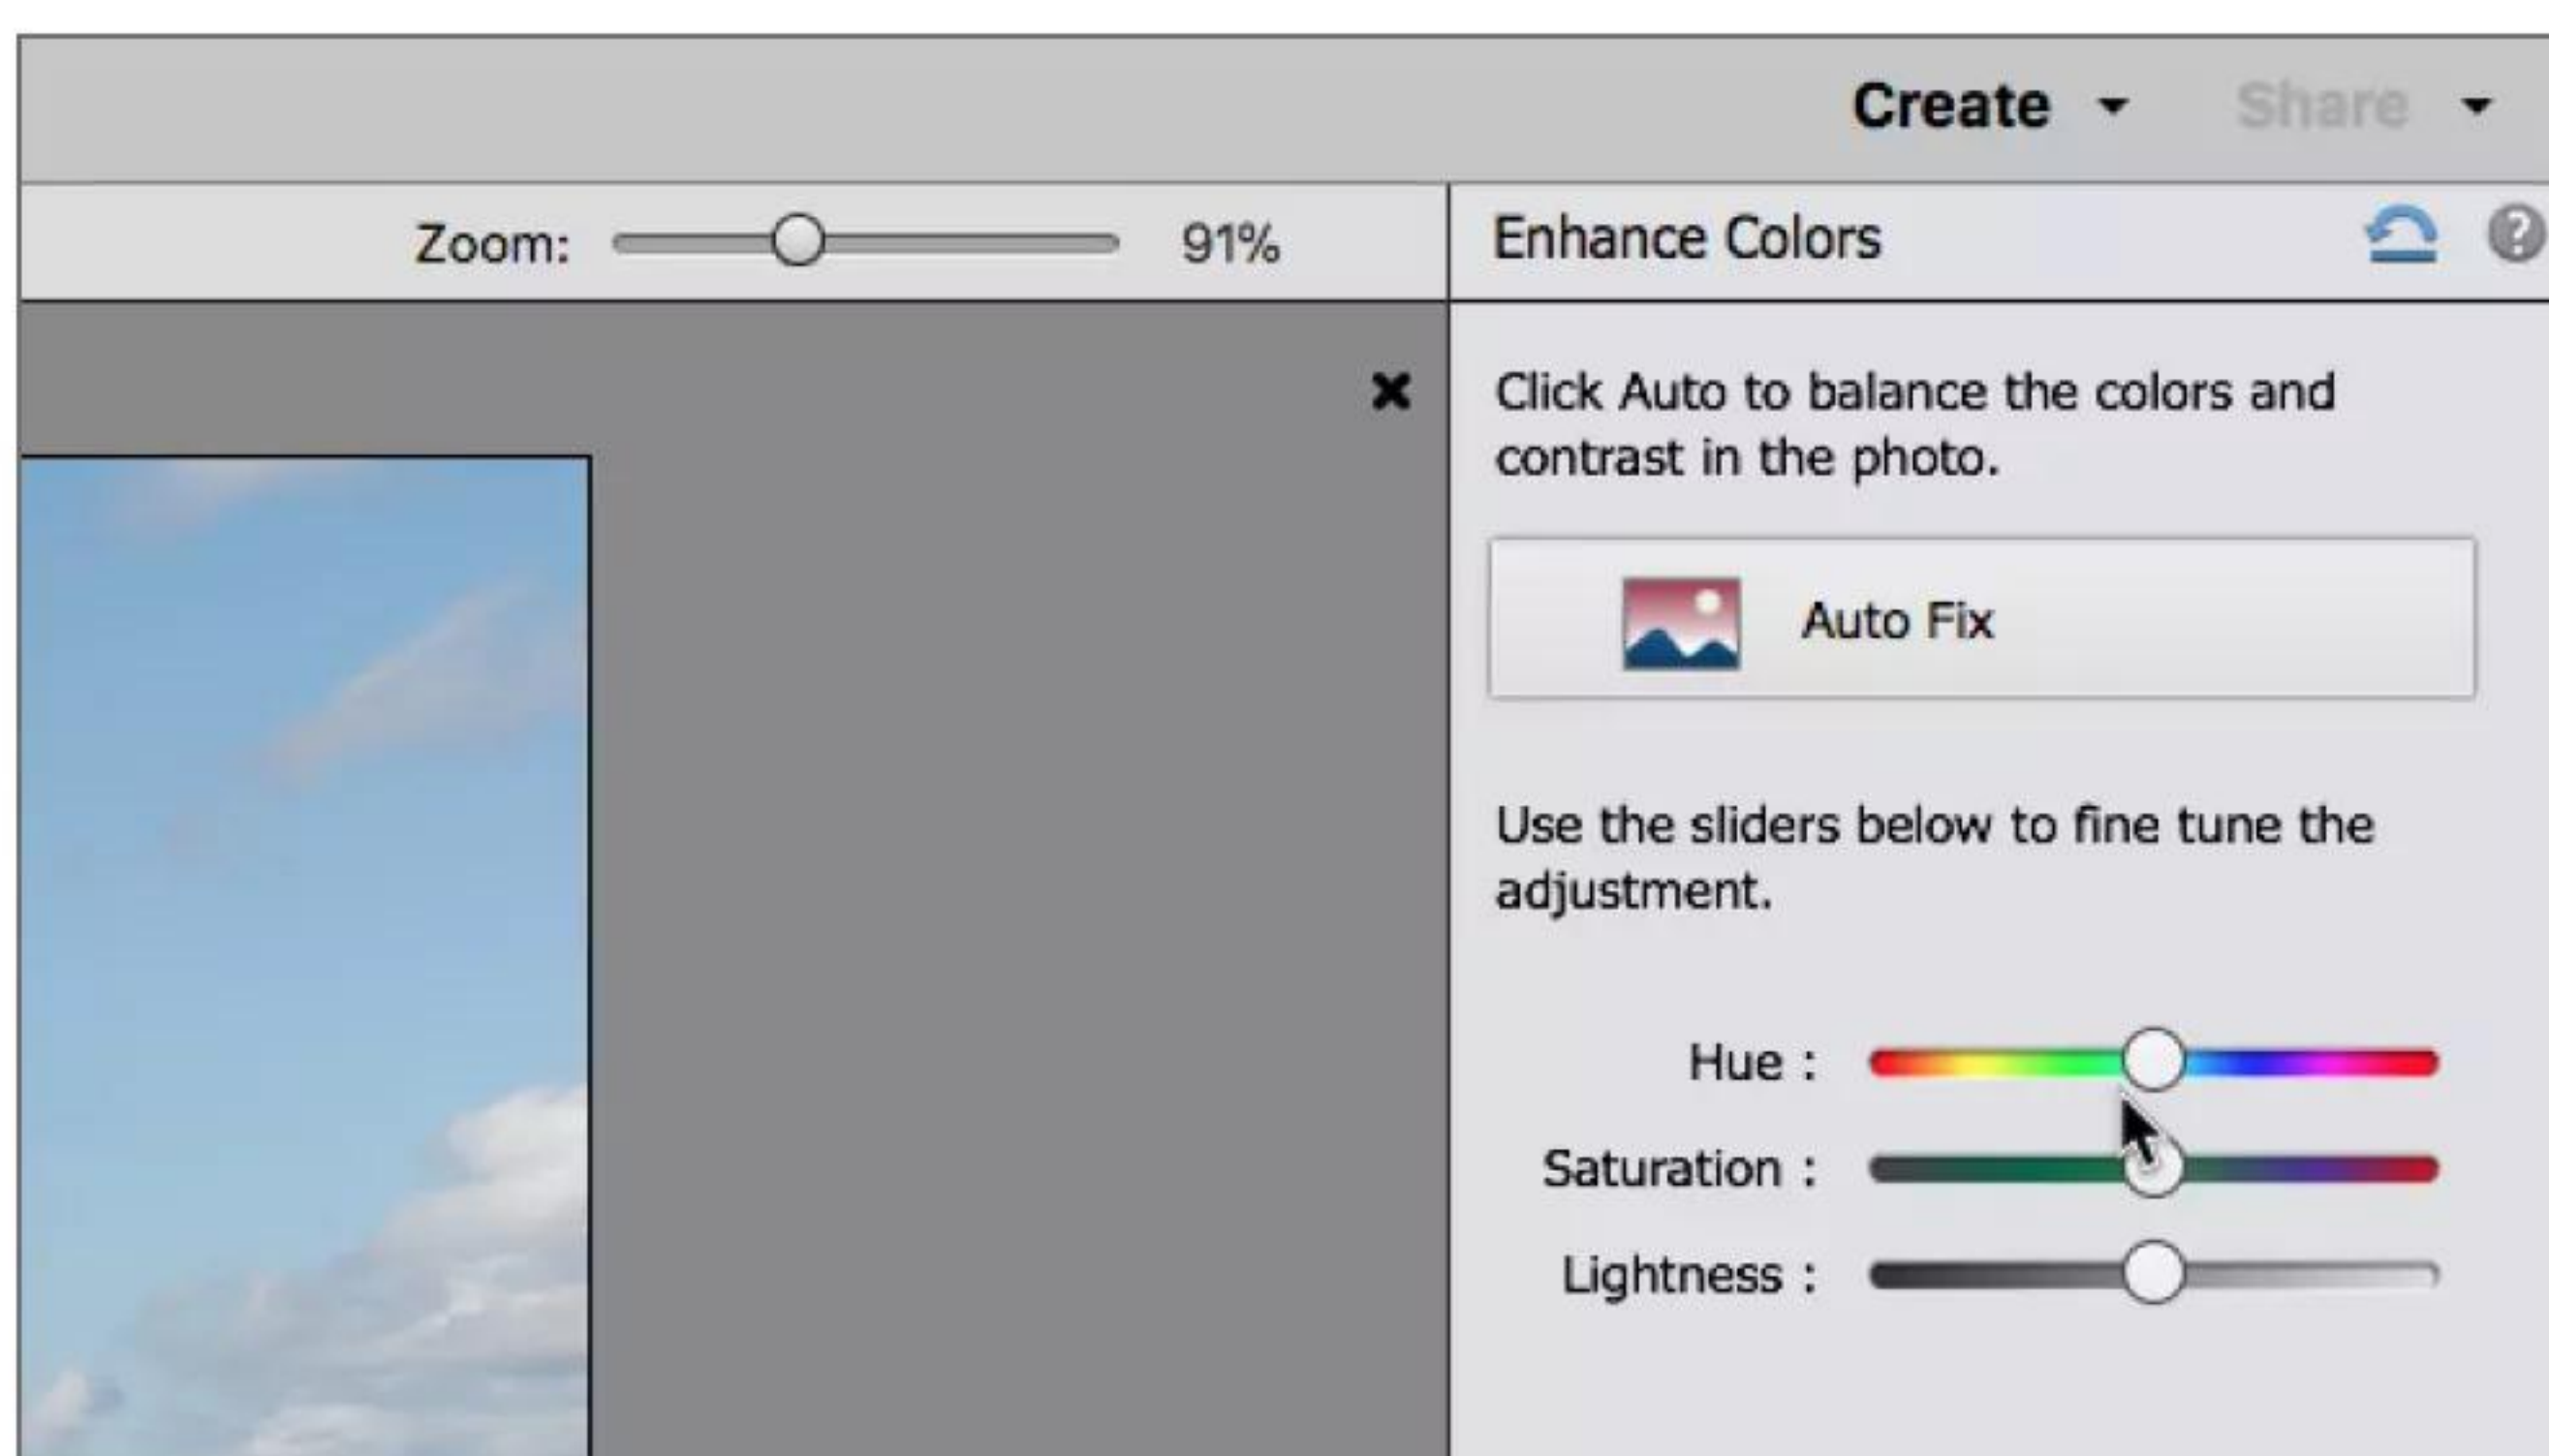 Create Share
Zoom: 91% Enhance Colors ?
Click Auto to balance the colors and
contrast in the photo.
Auto Fix
Use the sliders below to fine tune the
adjustment.
Hue :
Saturation :
Lightness :